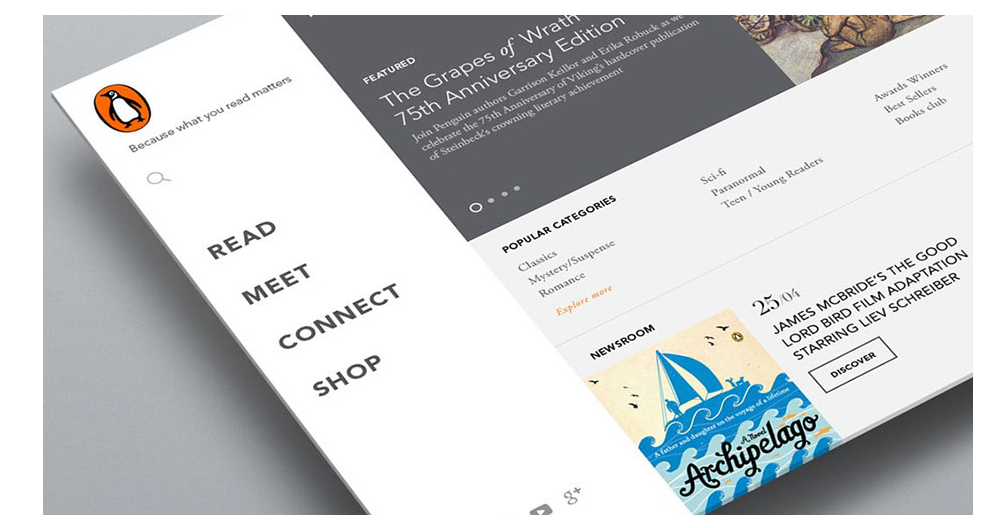 Because what you read matters
READ
MEET
CONNECT
SHOP
g+
FEATURED
The Grapes of Wrath
75th Anniversary Edition
Join Penguin authors Garrison Keillor and Erika Robuck as we
celebrate the 75th Anniversary of Viking's hardcover publication
of Steinbeck's crowning literary achievement
POPULAR CATEGORIES
Classics
Mystery/Suspense
Romance
Explore more
Sci-fi
Paranormal
Teen / Young Readers
Awards Winners
Best Sellers
Books club
NEWSROOM
A father and daughter on the voyage of a lifetime
A Novel
Archipelago
25/04
JAMES MCBRIDE'S THE GOOD
LORD BIRD FILM ADAPTATION
STARRING LIEV SCHREIBER
DISCOVER